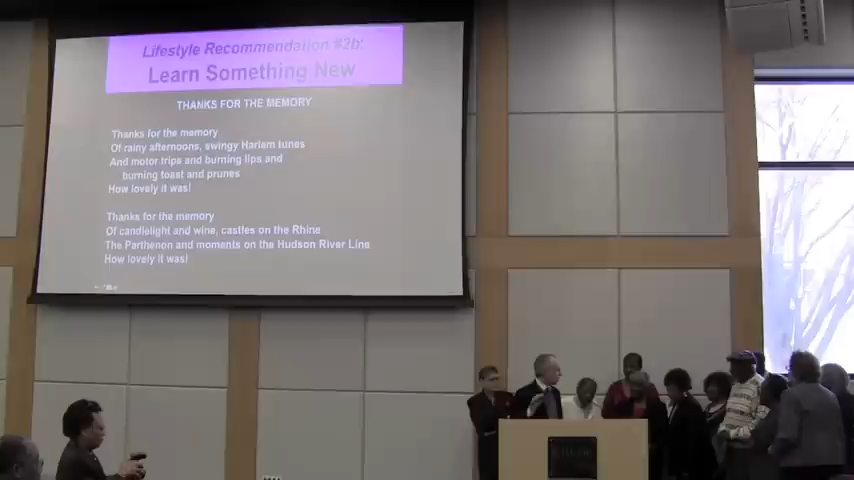 Lifestyle Recommendation #2b:
Learn Something New
THANKS FOR THE MEMORY
Thanks for the memory
Of rainy afternoons, swingy Harlem tunes
And motor trips and burning lips and
burning toast and prunes
How lovely it was!
Thanks for the memory
Of candlelight and wine, castles on the Rhine
The Parthenon and moments on the Hudson River Line
How lovely it was!